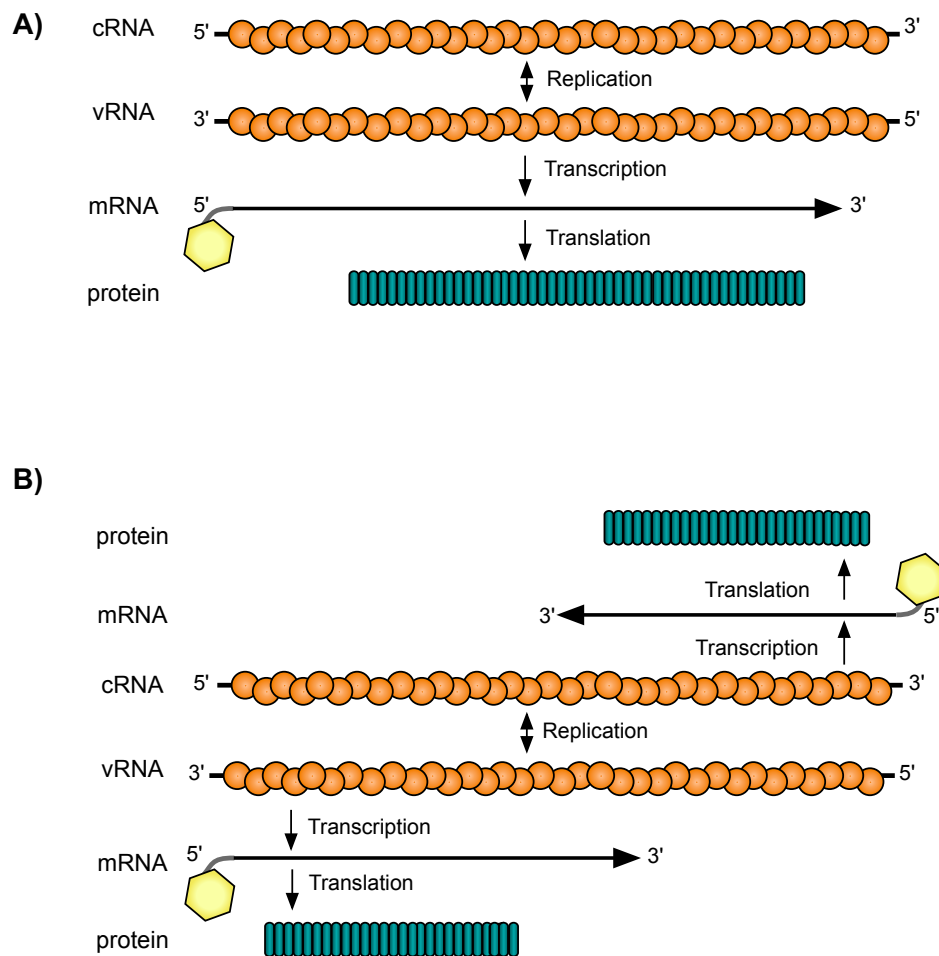 A)
cRNA 5' 3'
Replication
vRNA 3' 5'
Transcription
mRNA 5' 3'
Translation
protein
B)
protein
Translation
mRNA 3' 5'
Transcription
cRNA 5' 3'
Replication
vRNA 3' 5'
Transcription
mRNA 5' 3'
Translation
protein